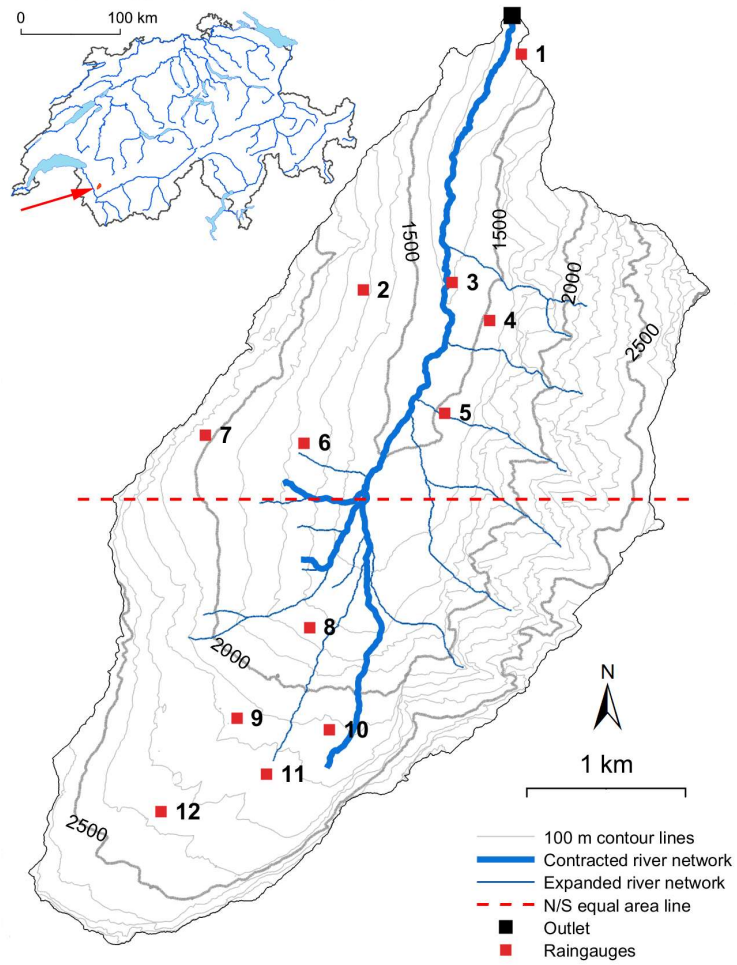 0 100 km
1
1500
1500
2000
2
3
4
2500
5
7
6
8
2000
N
9
10
1 km
11
12
2500
100 m contour lines
Contracted river network
Expanded river network
N/S equal area line
Outlet
Raingauges